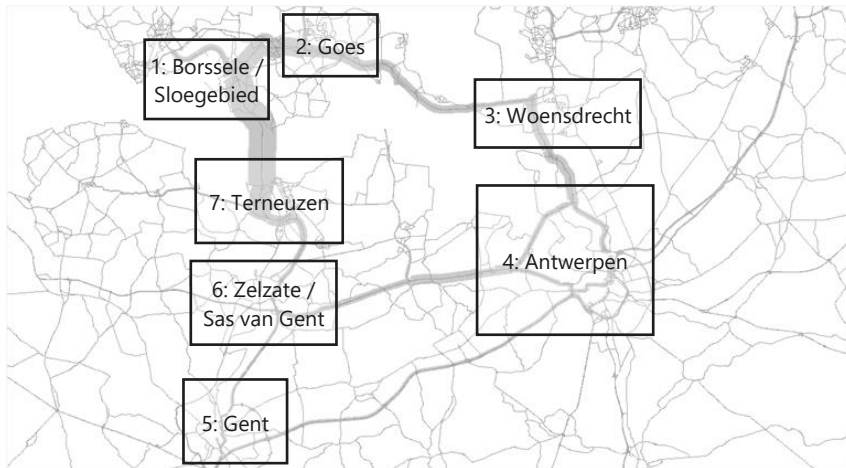 2: Goes
1: Borssele /
Sloegebied
3: Woensdrecht
7: Terneuzen
4: Antwerpen
6: Zelzate /
Sas van Gent
5: Gent